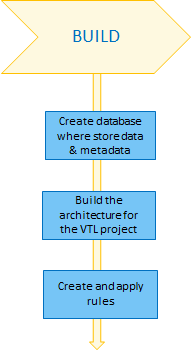 BUILD
Create database
where store data
& metadata
Build the
architecture for
the VTL project
Create and apply
rules